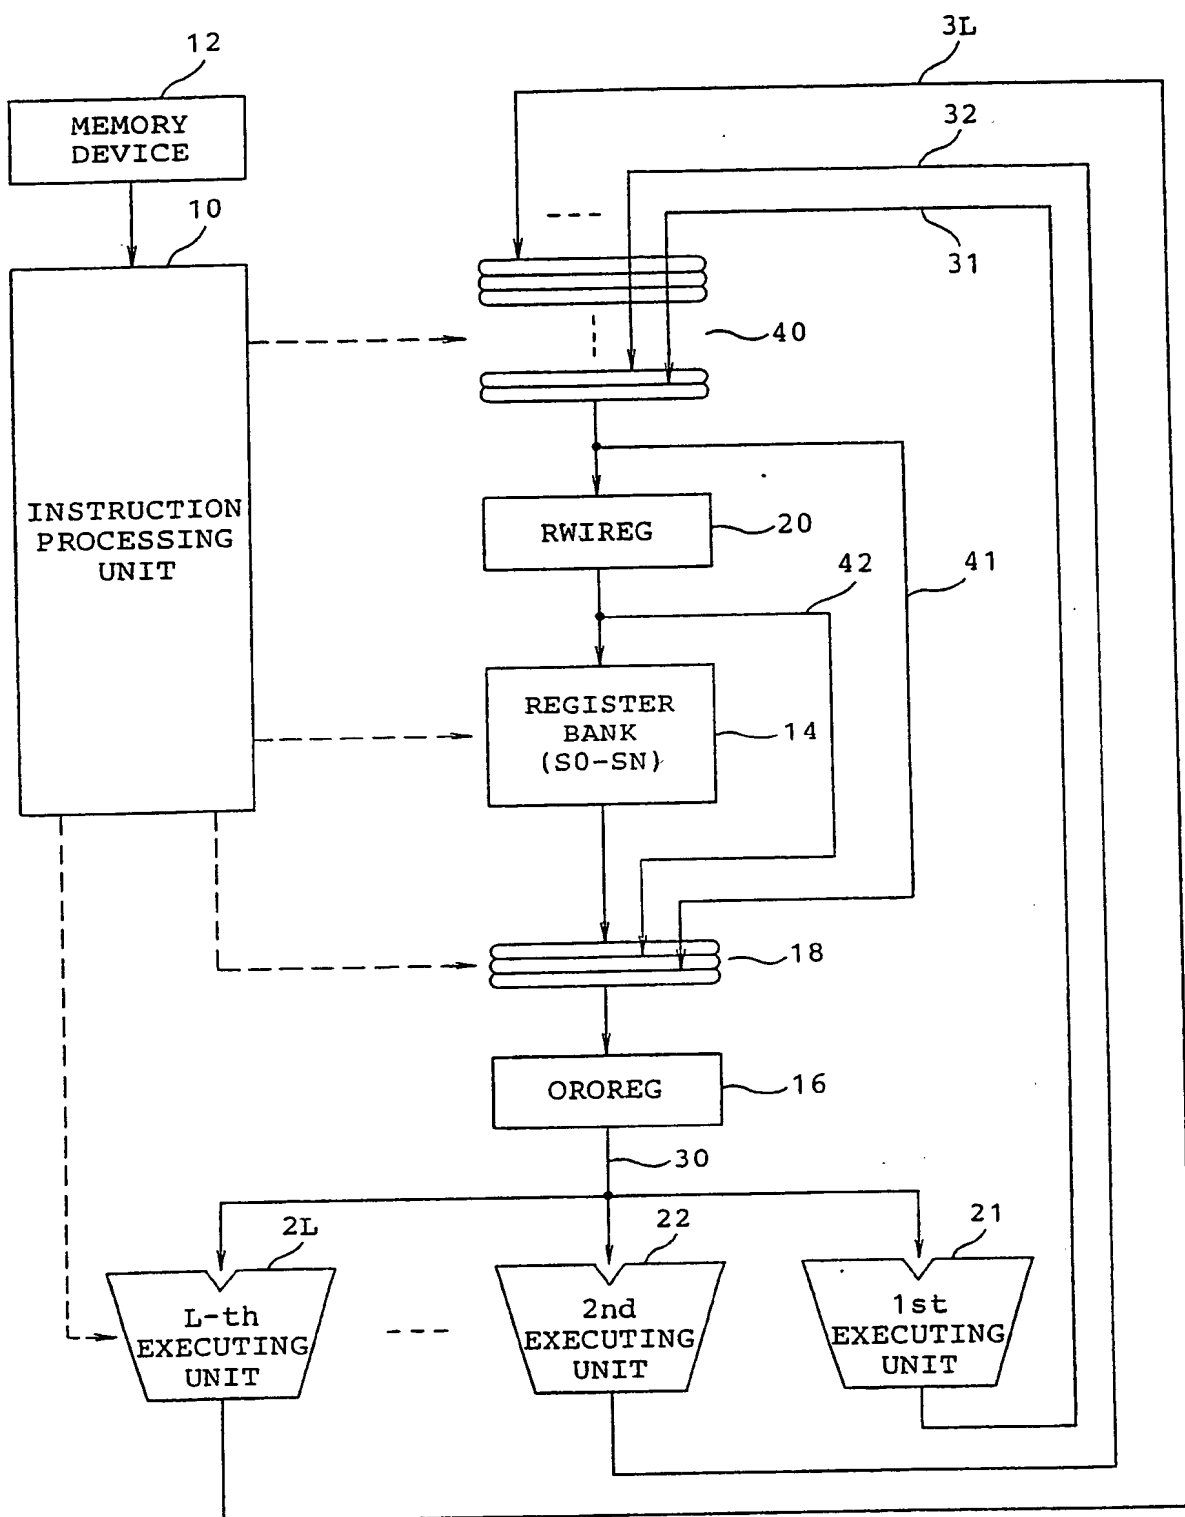 12
3L
MEMORY
DEVICE
32
10
31
40
INSTRUCTION
PROCESSING
UNIT
RWIREG
20
42
41
REGISTER
BANK
(S0-SN)
14
18
OROREG
16
30
2L
22
21
L-th
EXECUTING
UNIT
2nd
EXECUTING
UNIT
1st
EXECUTING
UNIT